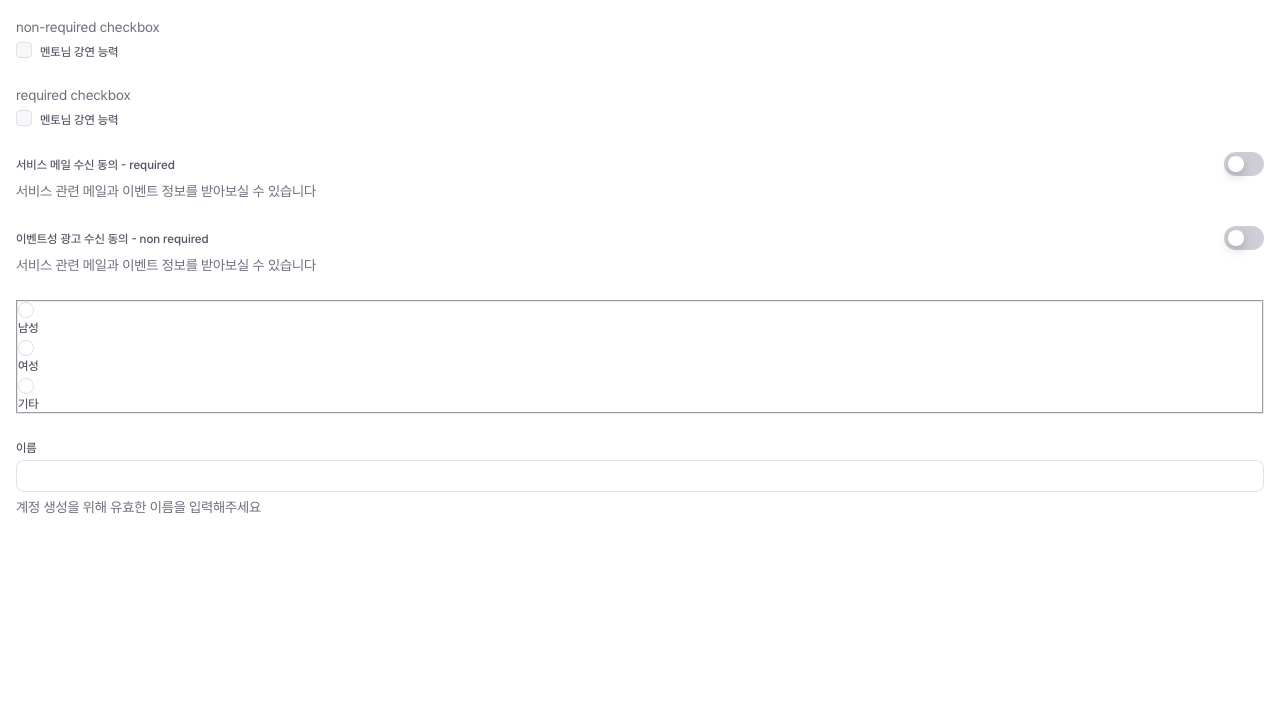 non-required checkbox
멘토님 강연 능력
required checkbox
멘토님 강연 능력
서비스 메일 수신 동의 - required
서비스 관련 메일과 이벤트 정보를 받아보실 수 있습니다
이벤트성 광고 수신 동의 - non required
서비스 관련 메일과 이벤트 정보를 받아보실 수 있습니다
남성
여성
기타
이름
계정 생성을 위해 유효한 이름을 입력해주세요